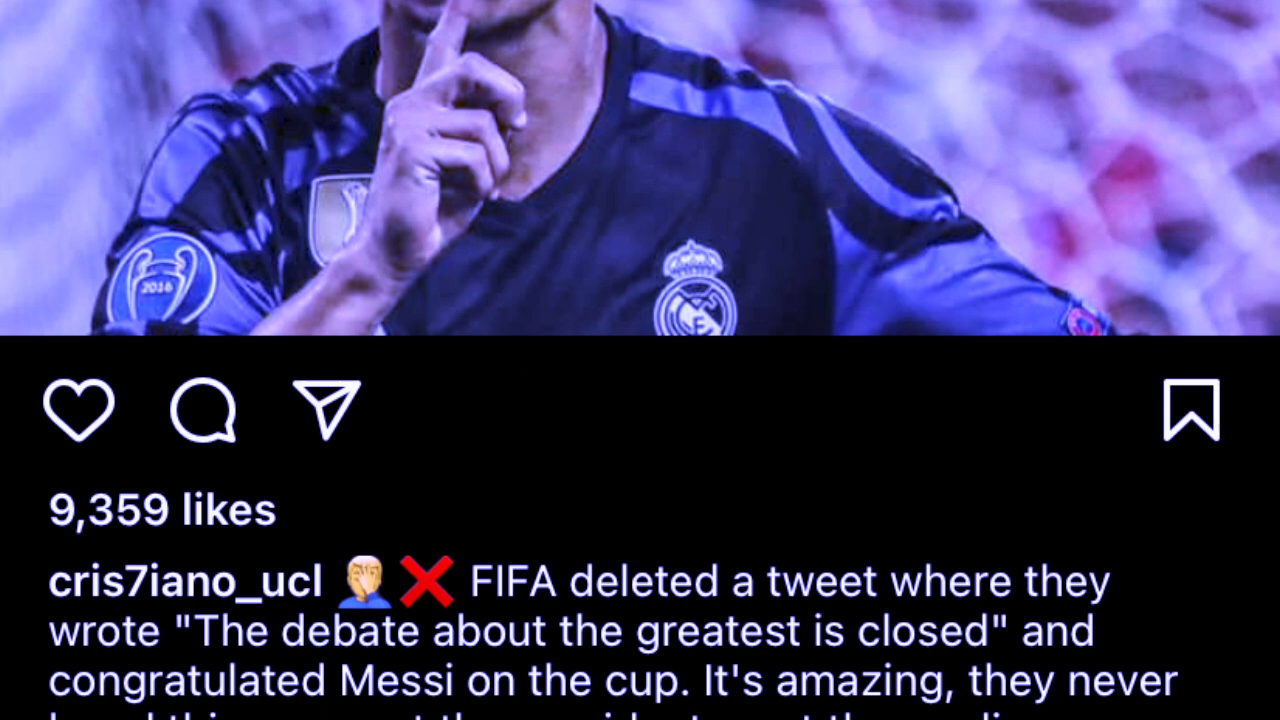 2016
9,359 likes
cris7iano_ucl 🤦🏼‍♂️❌ FIFA deleted a tweet where they
wrote "The debate about the greatest is closed" and
congratulated Messi on the cup. It's amazing, they never